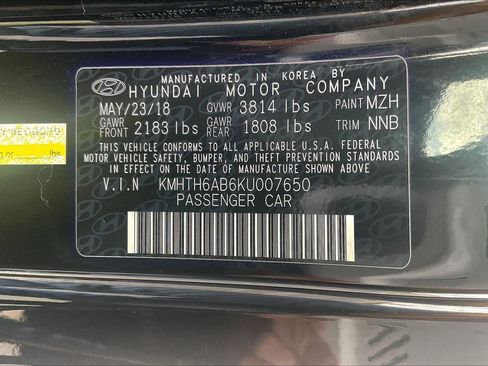 MANUFACTURED IN KOREA BY
HYUNDAI MOTOR COMPANY
MAY/23/18 GVWR 3814 lbs PAINT MZH
GAWR FRONT 2183 lbs GAWR REAR 1808 lbs TRIM NNB
THIS VEHICLE CONFORMS TO ALL APPLICABLE U.S.A. FEDERAL
MOTOR VEHICLE SAFETY, BUMPER, AND THEFT PREVENTION STANDARDS
IN EFFECT ON THE DATE OF MANUFACTURE SHOWN ABOVE.
V.I.N KMHTH6AB6KU007650
PASSENGER CAR
lbs